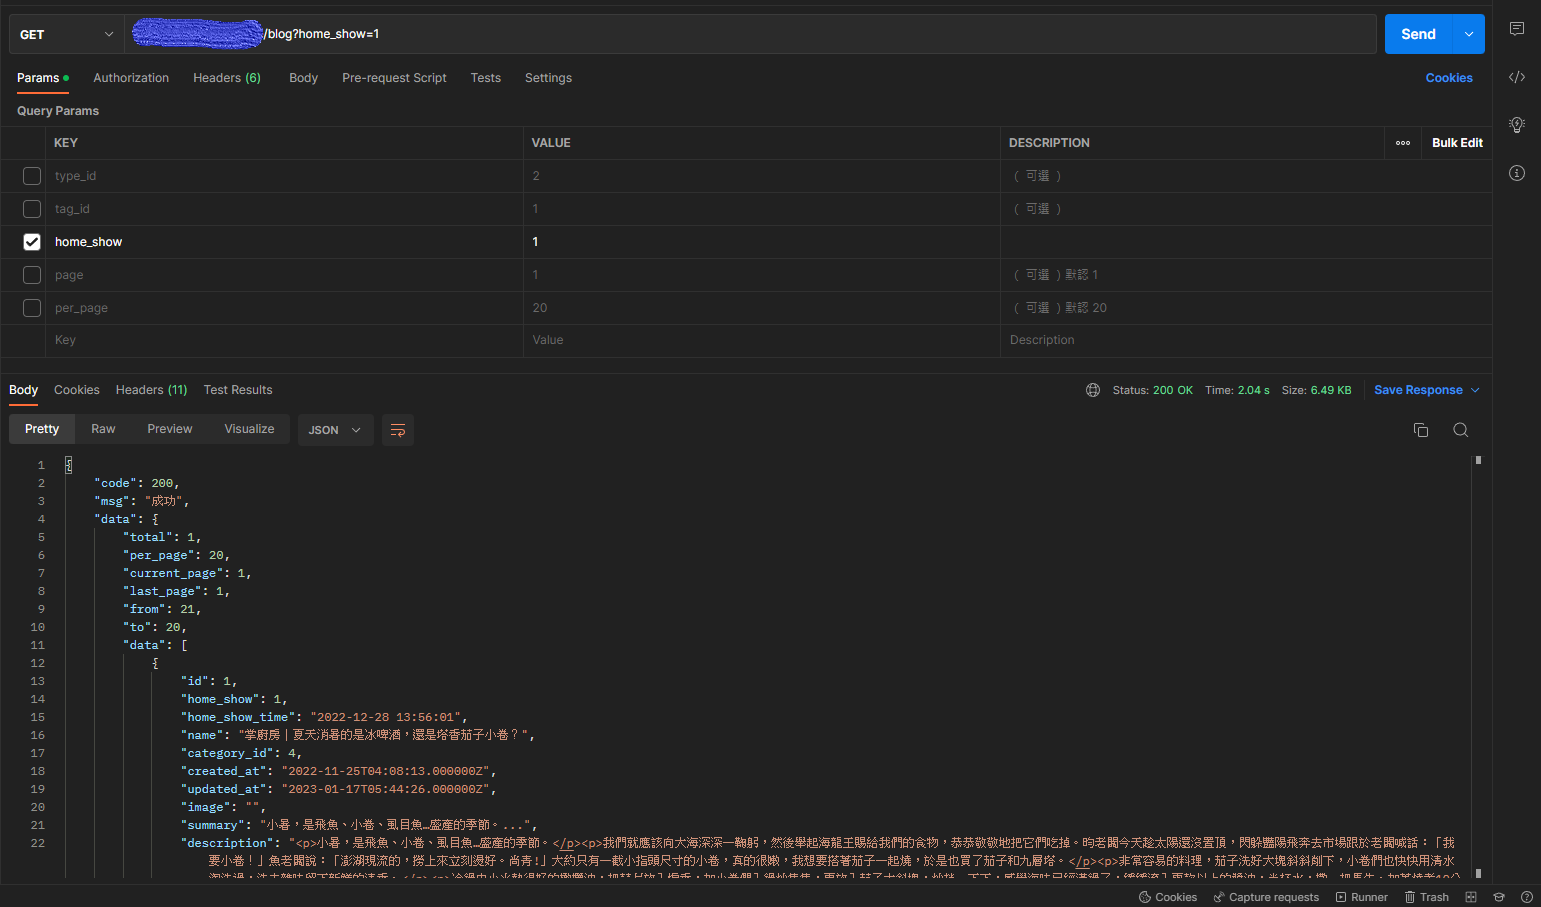 GET /blog?home_show=1 Send
Params Authorization Headers (6) Body Pre-request Script Tests Settings Cookies
Query Params
KEY VALUE DESCRIPTION Bulk Edit
type_id 2 （ 可選 ）
tag_id 1 （ 可選 ）
home_show 1
page 1 （ 可選 ）默認 1
per_page 20 （ 可選 ）默認 20
Key Value Description
Body Cookies Headers (11) Test Results Status: 200 OK Time: 2.04 s Size: 6.49 KB Save Response
Pretty Raw Preview Visualize JSON
1 {
2 "code": 200,
3 "msg": "成功",
4 "data": {
5 "total": 1,
6 "per_page": 20,
7 "current_page": 1,
8 "last_page": 1,
9 "from": 21,
10 "to": 20,
11 "data": [
12 {
13 "id": 1,
14 "home_show": 1,
15 "home_show_time": "2022-12-28 13:56:01",
16 "name": "掌廚房｜夏天消暑的是冰啤酒，還是塔香茄子小卷？",
17 "category_id": 4,
18 "created_at": "2022-11-25T04:08:13.000000Z",
19 "updated_at": "2023-01-17T05:44:26.000000Z",
20 "image": "",
21 "summary": "小暑，是飛魚、小卷、虱目魚…盛產的季節。...",
22 "description": "<p>小暑，是飛魚、小卷、虱目魚…盛產的季節。</p><p>我們就應該向大海深深一鞠躬，然後舉起海龍王賜給我們的食物，恭恭敬敬地把它們吃掉。昀老闆今天趁太陽還沒置頂，閃躲豔陽飛奔去市場跟於老闆喊話：「我
要小卷！」魚老闆說：「澎湖現流的，撈上來立刻燙好。尚青！」大約只有一截小指頭尺寸的小卷，真的很嫩，我想要搭著茄子一起燒，於是也買了茄子和九層塔。</p><p>非常容易的料理，茄子洗好大塊斜斜削下，小卷們也快快用清水
Cookies Capture requests Runner Trash